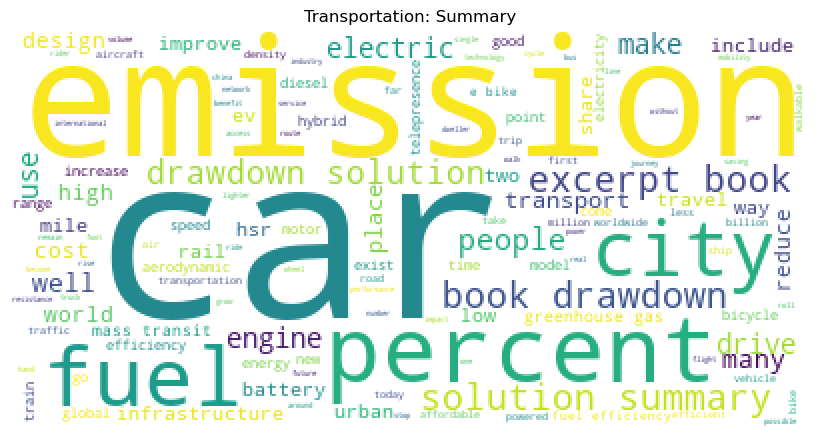 Transportation: Summary
design
rider
volume
aircraft
improve
density
industry
electric
single
technology
good
cycle
bus
make
line
include
mobility
emission
china
network
benefit
service
diesel
far
e bike
telepresence
share
electricity
walkable
international
access
ev
route
hybrid
point
dweller
trip
without
year
use
increase
high
range
drawdown solution
two
walk
first
journey
saving
excerpt book
lighter
place
transport
travel
less
way
mile
remain
foot
car
speed
hsr
motor
take
come
million
worldwide
billion
reduce
cost
air
rail
ride
people
power
city
ship
become
aerodynamic
exist
road
time
model
real
well
rise
transportation
wheel
performance
book drawdown
resistance
truck
grow
number
roll
world
low
greenhouse gas
bicycle
traffic
mass transit
efficiency
engine
impact
percent
drive
fuel
energy
new
future
use
flight
many
hard
go
battery
vehicle
train
today
solution summary
bike
global
infrastructure
around
urban
stop
affordable
powered
fuel efficiency
efficient
possible